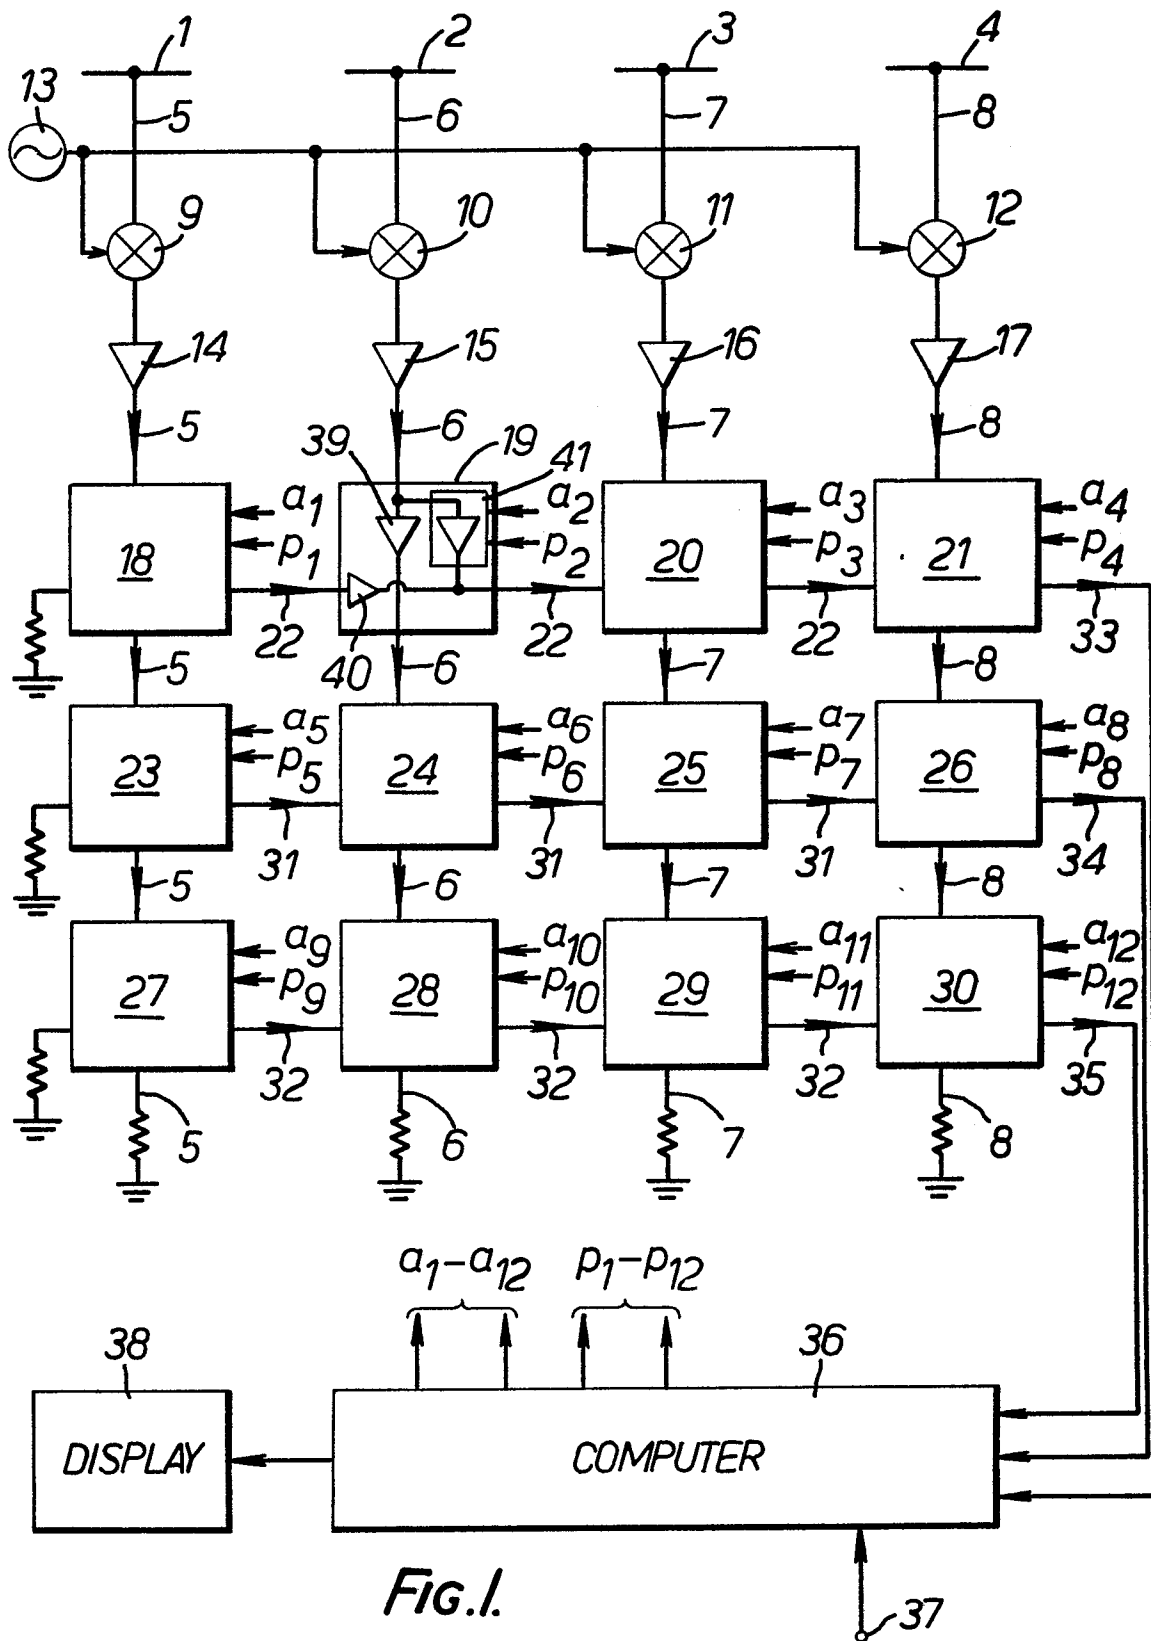 1 2 3 4
13 5 6 7 8
9 10 11 12
14 15 16 17
5 6 7 8
39 19 41
18 a1 p1 a2 p2 20 a3 p3 21 a4 p4
22 40 22 22 33
5 6 7 8
23 a5 p5 24 a6 p6 25 a7 p7 26 a8 p8
31 31 31 34
5 6 7 8
27 a9 p9 28 a10 p10 29 a11 p11 30 a12 p12
32 32 32 35
5 6 7 8
a1–a12 p1–p12
38 36
DISPLAY COMPUTER
FIG.1.
37